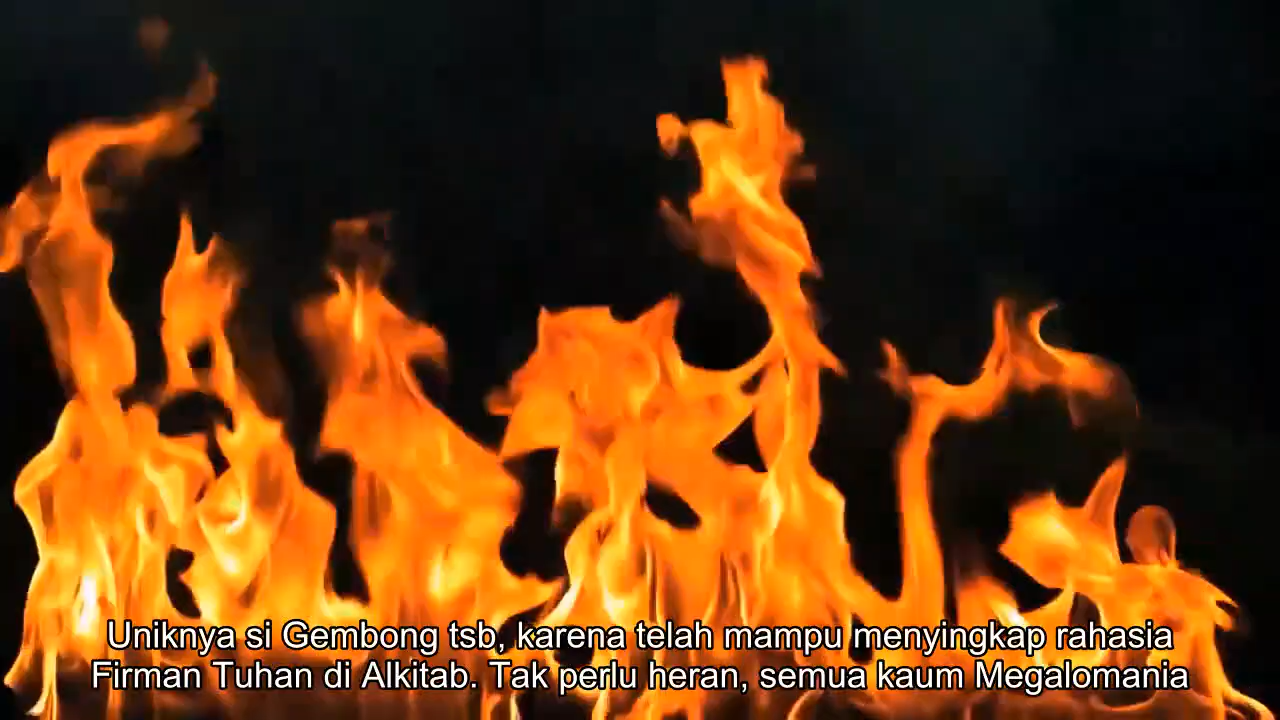 Uniknya si Gembong tsb, karena telah mampu menyingkap rahasia
Firman Tuhan di Alkitab. Tak perlu heran, semua kaum Megalomania